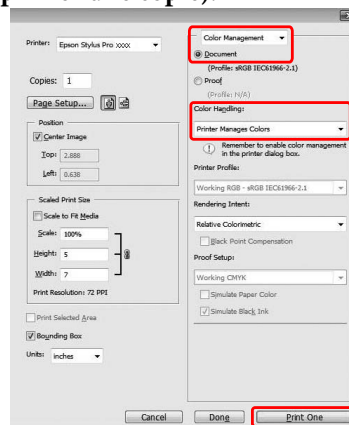 Printer: Epson Stylus Pro xxxx
Copies: 1
Page Setup...
Position
Center Image
Top: 2.888
Left: 0.638
Scaled Print Size
Scale to Fit Media
Scale: 100%
Height: 5
Width: 7
Print Resolution: 72 PPI
Print Selected Area
Bounding Box
Units: inches
Color Management
Document
(Profile: sRGB IEC61966-2.1)
Proof
(Profile: N/A)
Color Handling:
Printer Manages Colors
Remember to enable color management
in the printer dialog box.
Printer Profile:
Working RGB - sRGB IEC61966-2.1
Rendering Intent:
Relative Colorimetric
Black Point Compensation
Proof Setup:
Working CMYK
Simulate Paper Color
Simulate Black Ink
Cancel
Done
Print One